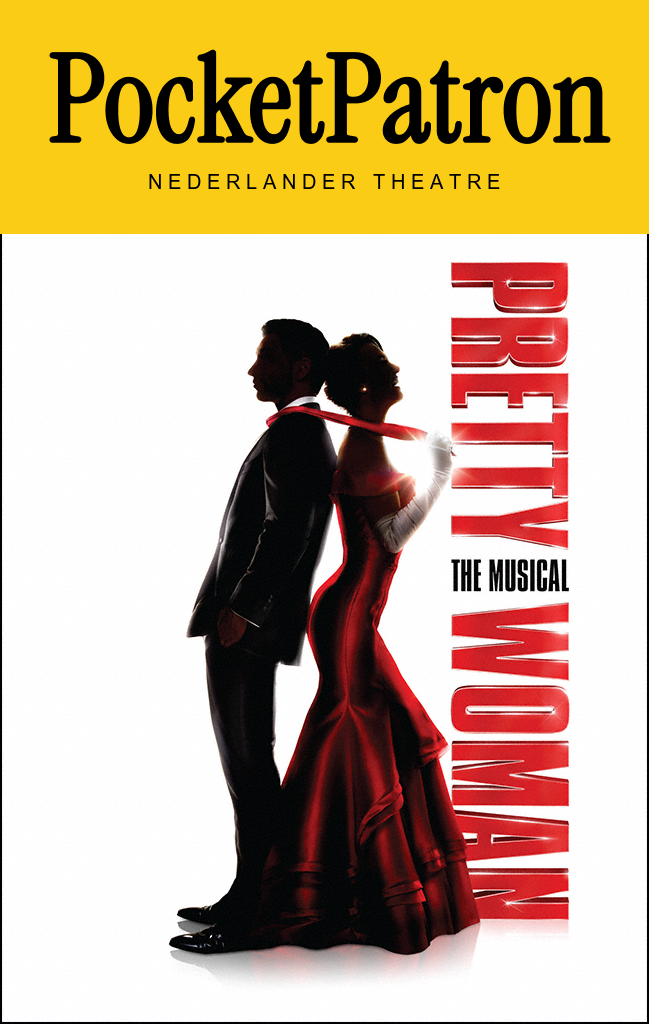 PocketPatron
NEDERLANDER THEATRE
PRETTY
THE MUSICAL
WOMAN